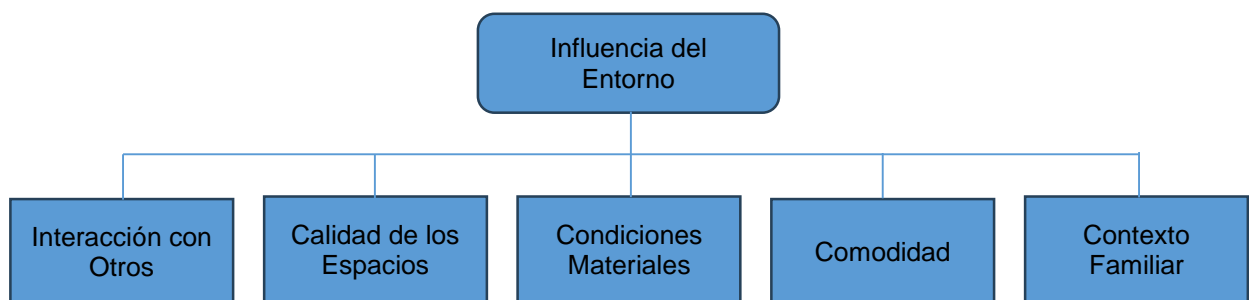 Influencia del
Entorno
Interacción con
Otros
Calidad de los
Espacios
Condiciones
Materiales
Comodidad
Contexto
Familiar